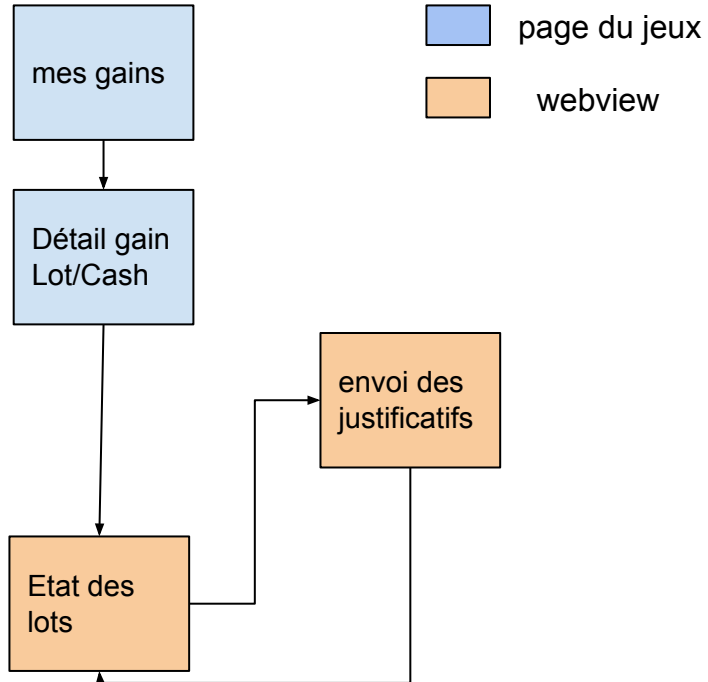 mes gains
page du jeux
webview
Détail gain
Lot/Cash
envoi des
justificatifs
Etat des
lots